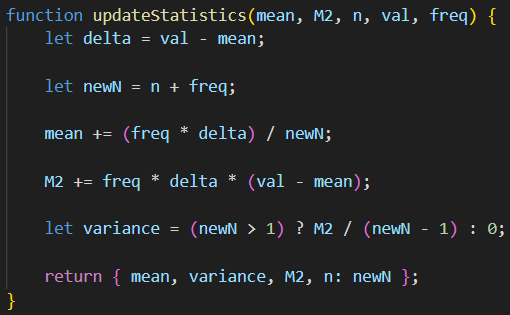 function updateStatistics(mean, M2, n, val, freq) {
let delta = val - mean;
let newN = n + freq;
mean += (freq * delta) / newN;
M2 += freq * delta * (val - mean);
let variance = (newN > 1) ? M2 / (newN - 1) : 0;
return { mean, variance, M2, n: newN };
}